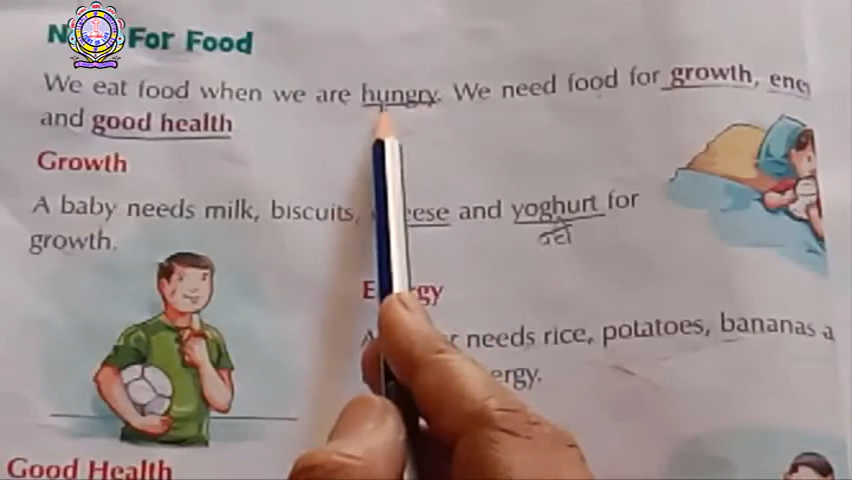 For Food
We eat food when we are hungry. We need food for growth,
and good health
Growth
A baby needs milk, biscuits, and yoghurt for
growth.
needs rice, potatoes, bananas
Good Health